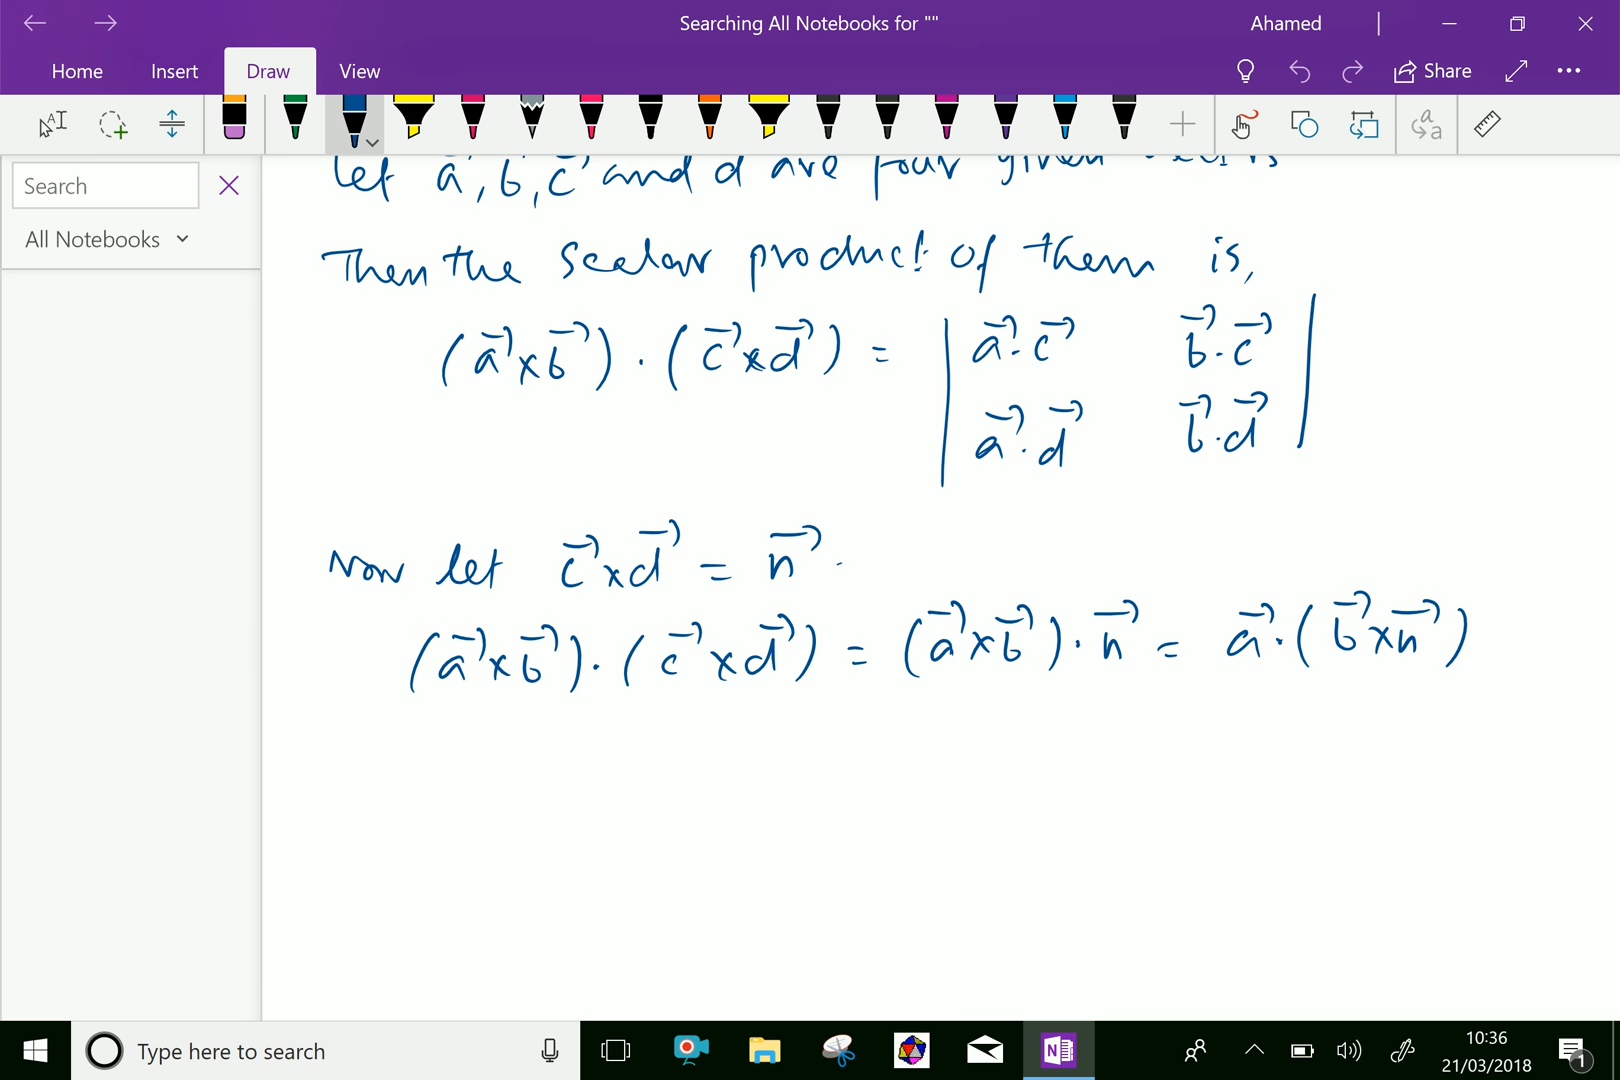 Searching All Notebooks for ""
Ahamed
Home Insert Draw View
Share
Search
All Notebooks
let a⃗, b⃗, c⃗ and d are four given
Then the scalar product of them is,
(a⃗ × b⃗) · (c⃗ × d⃗) = | a⃗·c⃗ b⃗·c⃗ |
| a⃗·d⃗ b⃗·d⃗ |
Now let c⃗ × d⃗ = n⃗.
(a⃗ × b⃗) · (c⃗ × d⃗) = (a⃗ × b⃗) · n⃗ = a⃗ · (b⃗ × n⃗)
Type here to search
10:36
21/03/2018
1